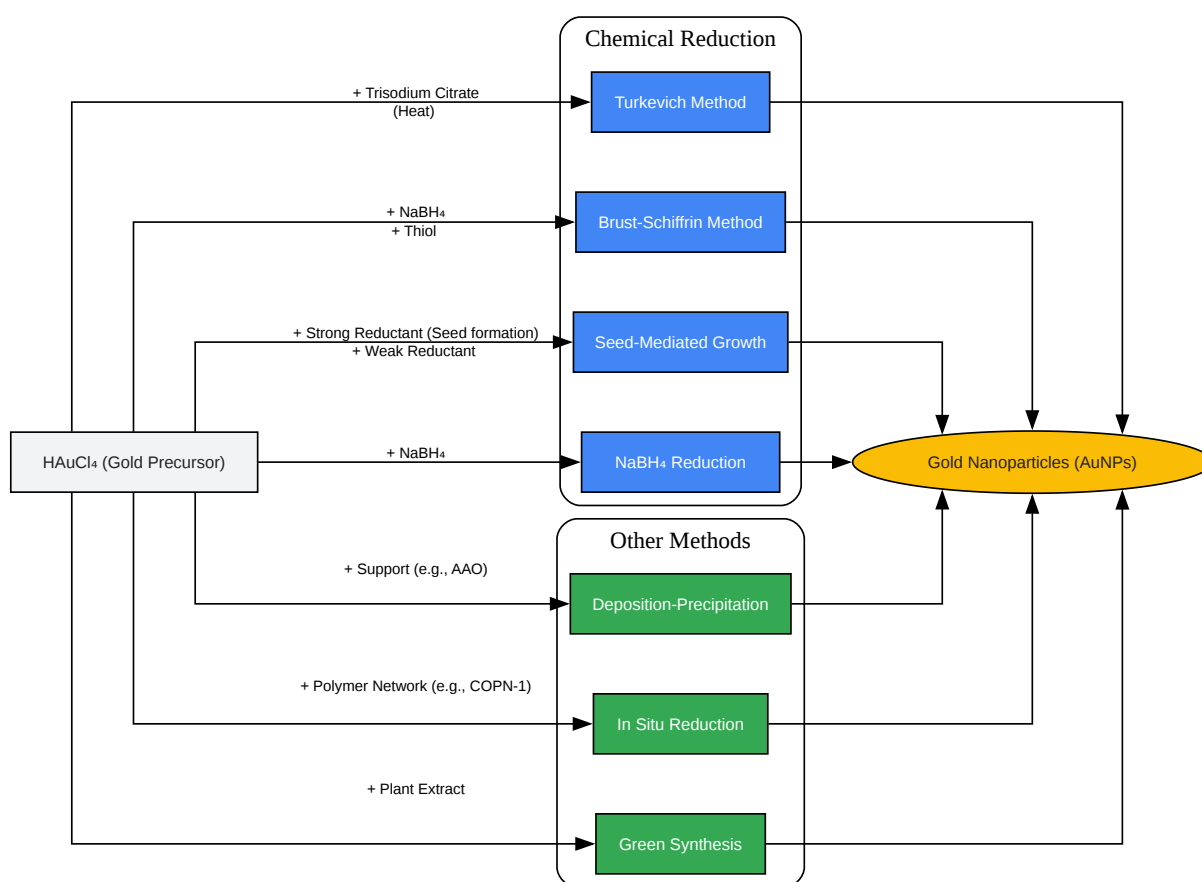 Chemical Reduction
+ Trisodium Citrate
(Heat)
Turkevich Method
+ NaBH₄
+ Thiol
Brust-Schiffrin Method
+ Strong Reductant (Seed formation)
+ Weak Reductant
Seed-Mediated Growth
HAuCl₄ (Gold Precursor)
+ NaBH₄
NaBH₄ Reduction
Gold Nanoparticles (AuNPs)
Other Methods
+ Support (e.g., AAO)
Deposition-Precipitation
+ Polymer Network (e.g., COPN-1)
In Situ Reduction
+ Plant Extract
Green Synthesis